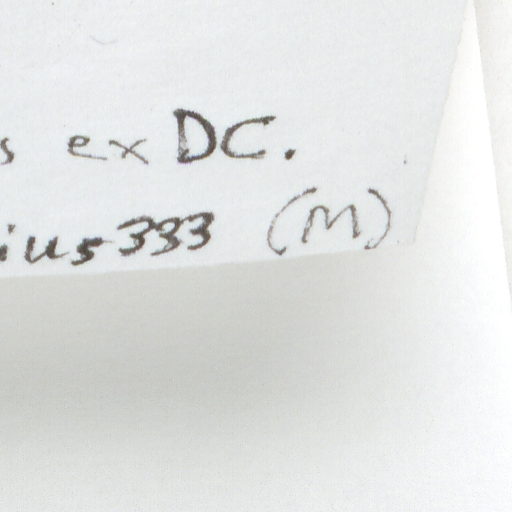 s ex DC.
ius 333 (M)